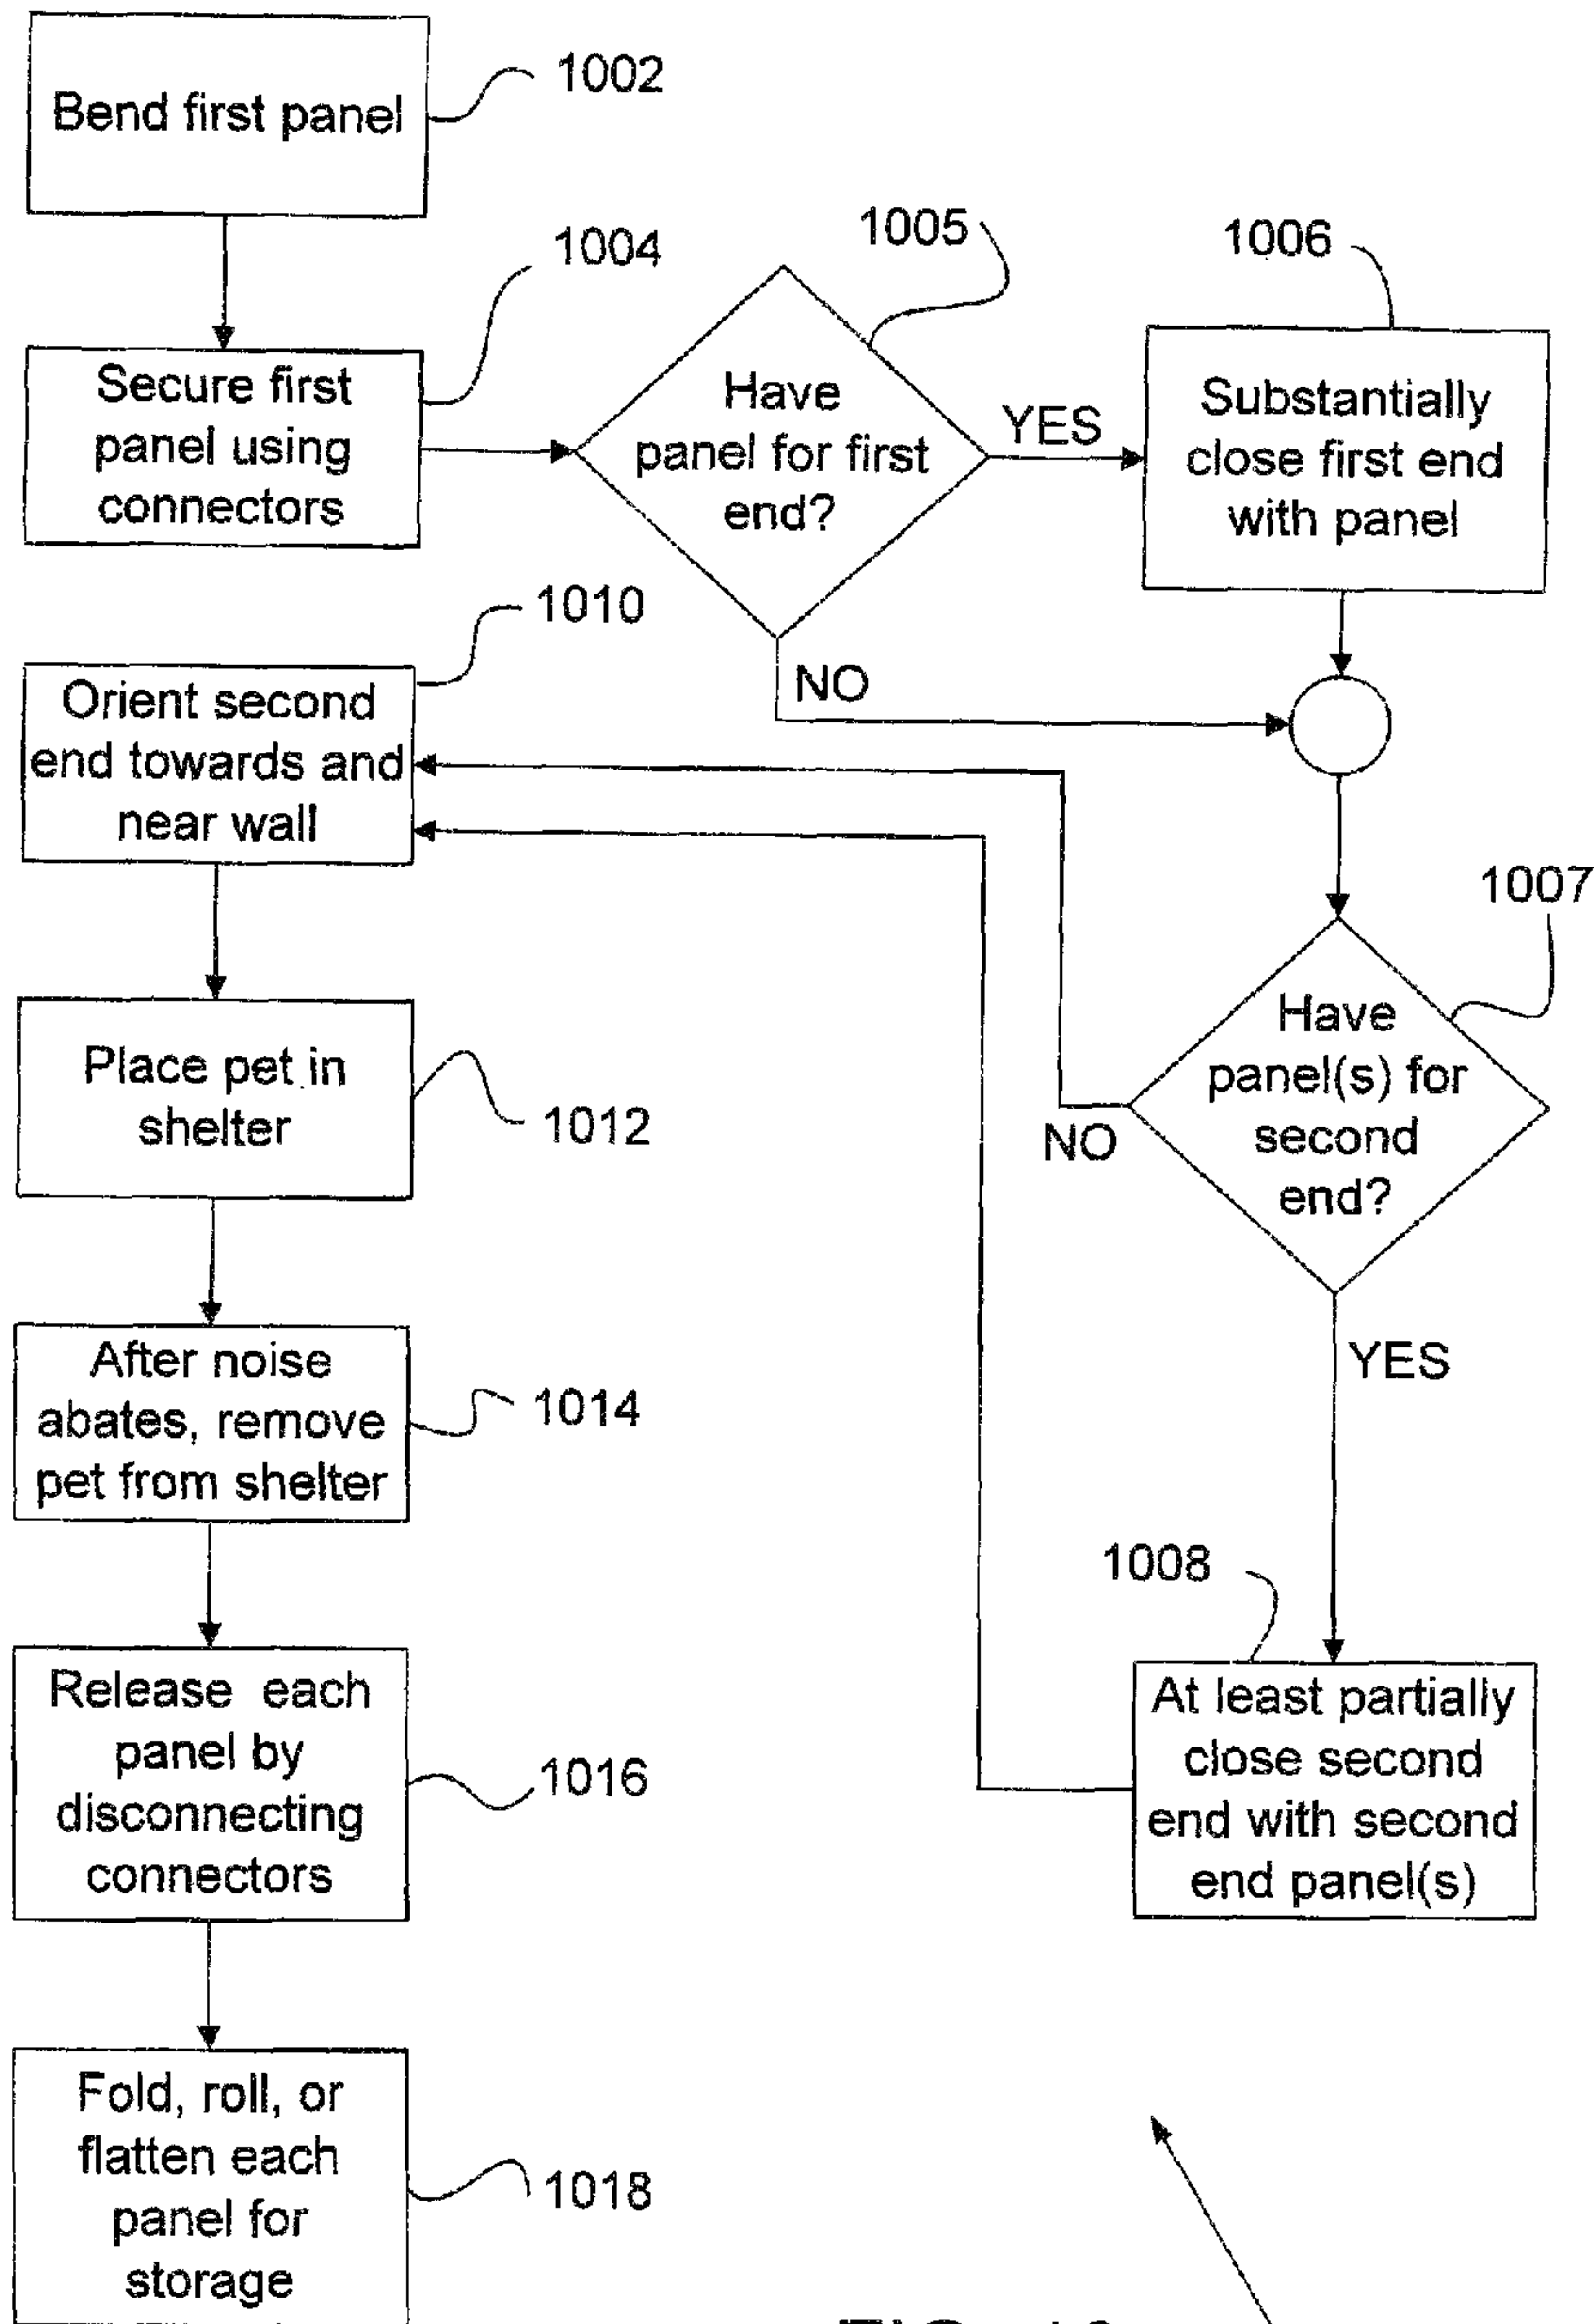 Bend first panel
1002
Secure first
panel using
connectors
1004
Have
panel for first
end?
1005
YES
NO
Substantially
close first end
with panel
1006
Orient second
end towards and
near wall
1010
Have
panel(s) for
second
end?
1007
NO
YES
Place pet in
shelter
1012
After noise
abates, remove
pet from shelter
1014
At least partially
close second
end with second
end panel(s)
1008
Release each
panel by
disconnecting
connectors
1016
Fold, roll, or
flatten each
panel for
storage
1018